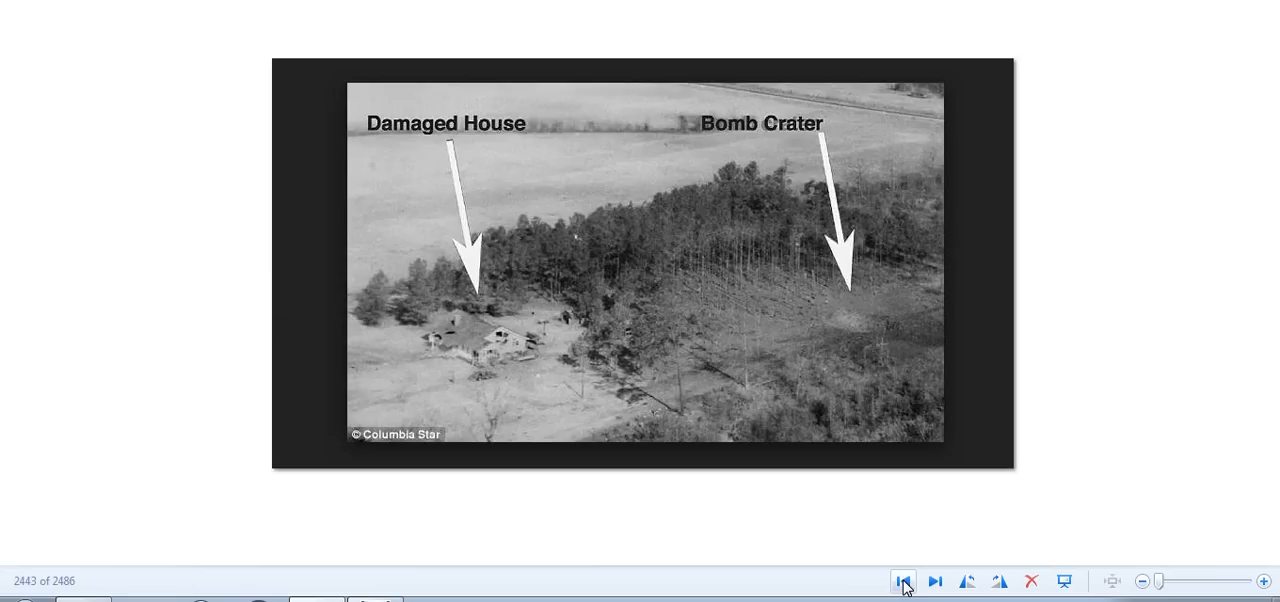 Damaged House
Bomb Crater
© Columbia Star
2443 of 2486